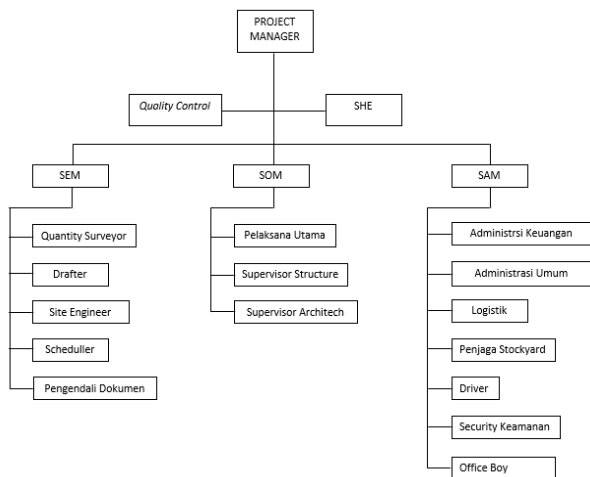 PROJECT
MANAGER
Quality Control
SHE
SEM
SOM
SAM
Quantity Surveyor
Drafter
Site Engineer
Scheduller
Pengendali Dokumen
Pelaksana Utama
Supervisor Structure
Supervisor Architech
Administrsi Keuangan
Administrasi Umum
Logistik
Penjaga Stockyard
Driver
Security Keamanan
Office Boy